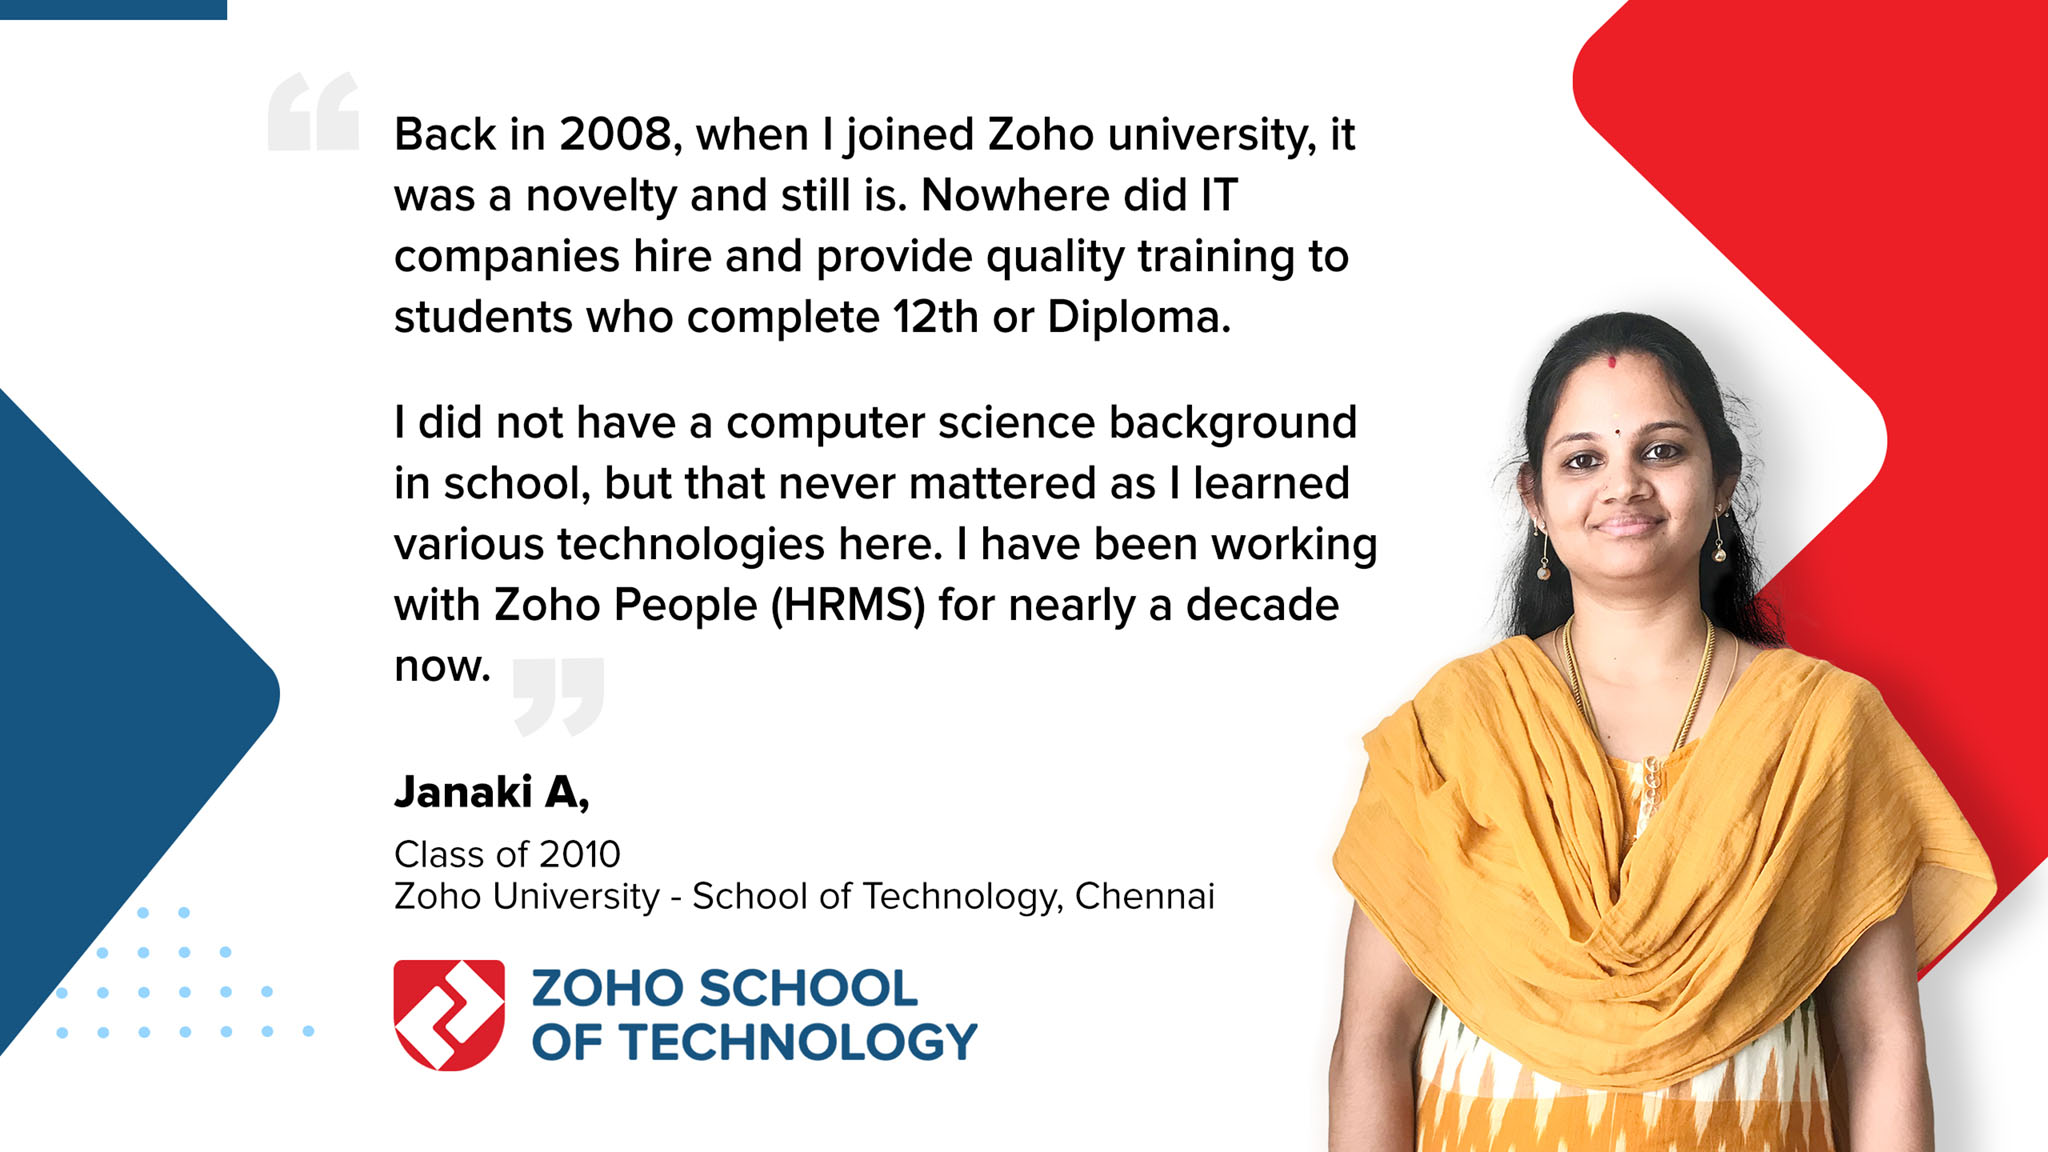 Back in 2008, when I joined Zoho university, it
was a novelty and still is. Nowhere did IT
companies hire and provide quality training to
students who complete 12th or Diploma.
I did not have a computer science background
in school, but that never mattered as I learned
various technologies here. I have been working
with Zoho People (HRMS) for nearly a decade
now.
Janaki A,
Class of 2010
Zoho University - School of Technology, Chennai
ZOHO SCHOOL
OF TECHNOLOGY